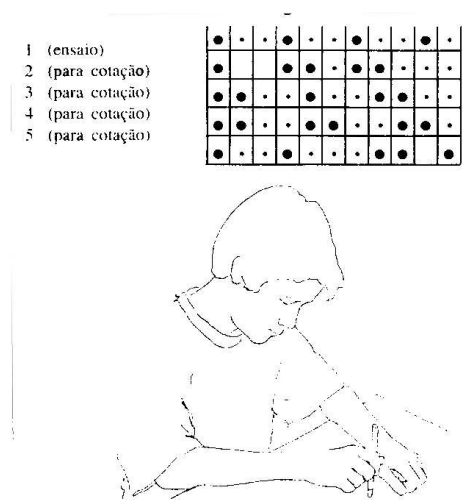 1 (ensaio)
2 (para cotação)
3 (para cotação)
4 (para cotação)
5 (para cotação)